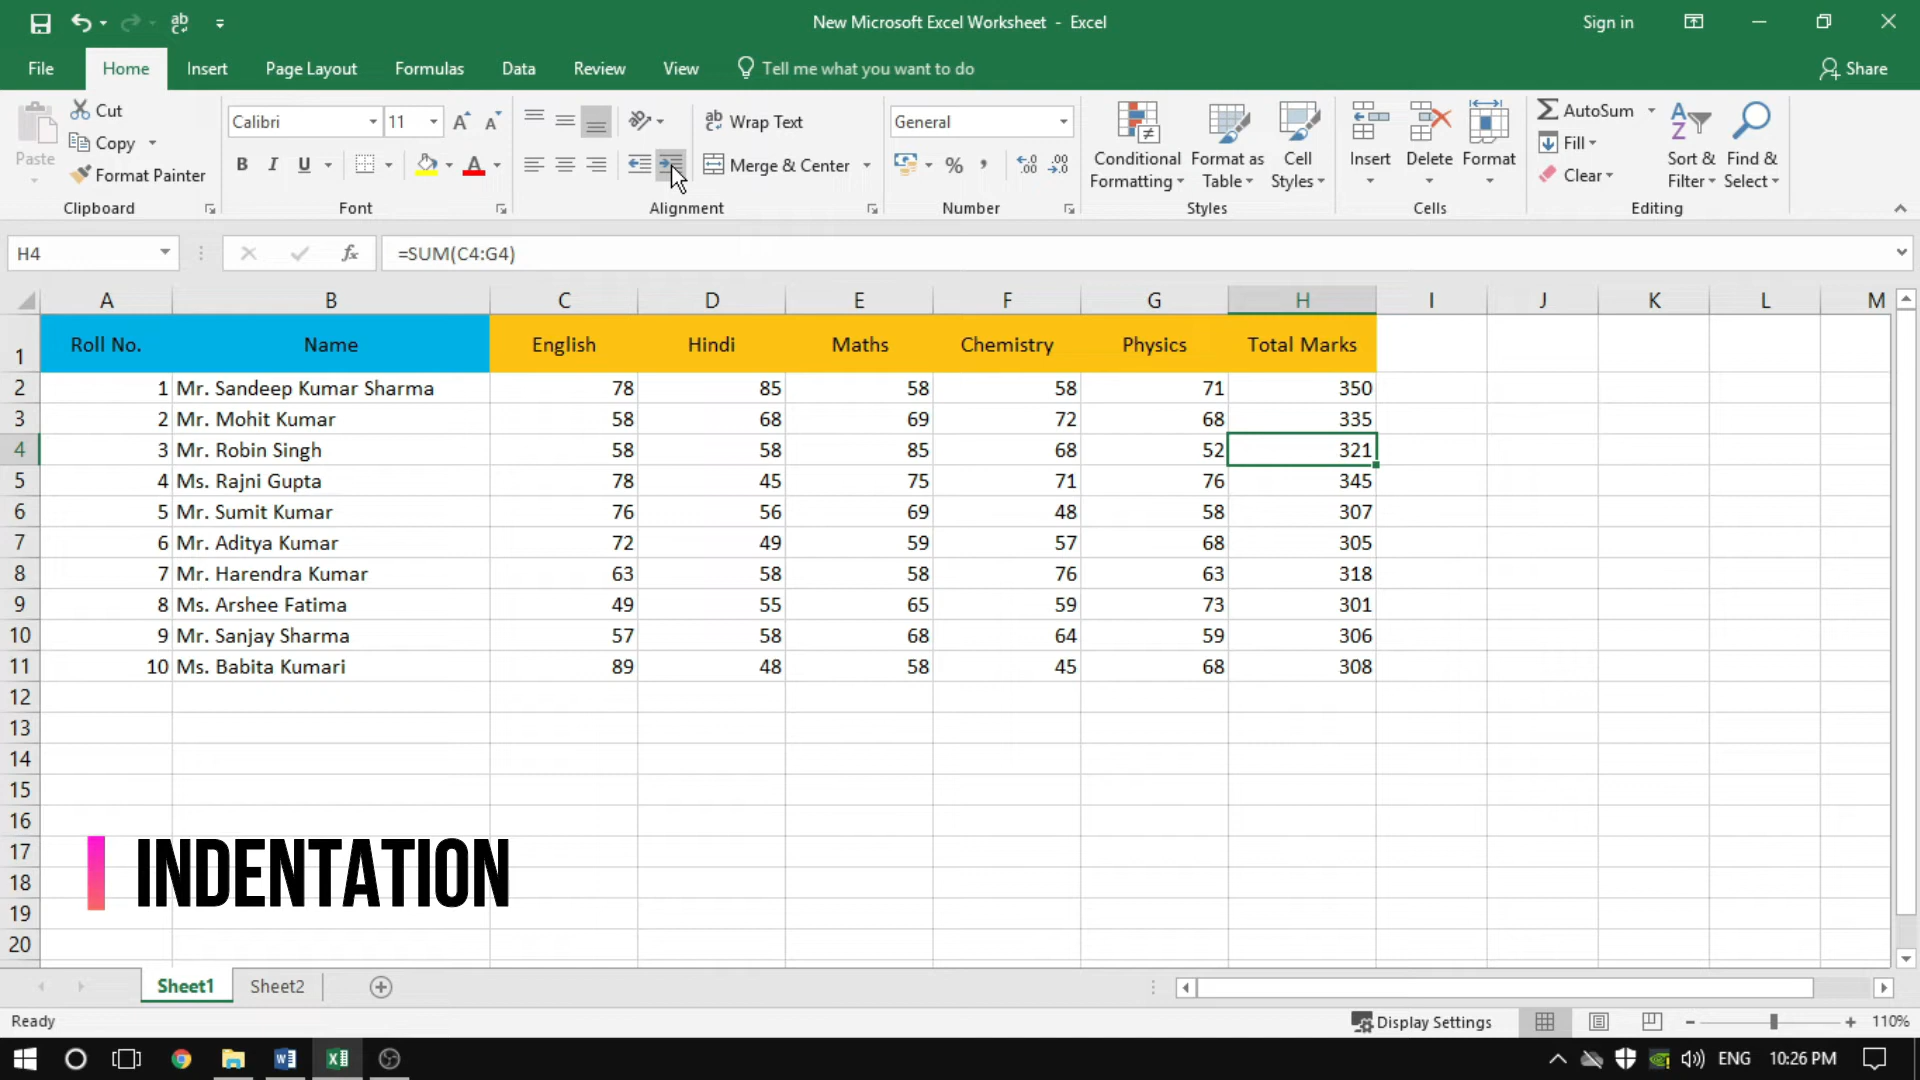 New Microsoft Excel Worksheet - Excel
Sign in
File Home Insert Page Layout Formulas Data Review View Tell me what you want to do Share
Paste
Cut
Copy
Format Painter
Clipboard
Calibri 11
B I U
Font
Wrap Text
Merge & Center
Alignment
General
%
Number
Conditional Formatting
Format as Table
Cell Styles
Styles
Insert Delete Format
Cells
AutoSum
Fill
Clear
Sort & Filter
Find & Select
Editing
H4 fx =SUM(C4:G4)
A B C D E F G H I J K L M
1 Roll No. Name English Hindi Maths Chemistry Physics Total Marks
2 1 Mr. Sandeep Kumar Sharma 78 85 58 58 71 350
3 2 Mr. Mohit Kumar 58 68 69 72 68 335
4 3 Mr. Robin Singh 58 58 85 68 52 321
5 4 Ms. Rajni Gupta 78 45 75 71 76 345
6 5 Mr. Sumit Kumar 76 56 69 48 58 307
7 6 Mr. Aditya Kumar 72 49 59 57 68 305
8 7 Mr. Harendra Kumar 63 58 58 76 63 318
9 8 Ms. Arshee Fatima 49 55 65 59 73 301
10 9 Mr. Sanjay Sharma 57 58 68 64 59 306
11 10 Ms. Babita Kumari 89 48 58 45 68 308
12
13
14
15
16
17
18
19
20
INDENTATION
Sheet1 Sheet2
Ready Display Settings 110%
ENG 10:26 PM